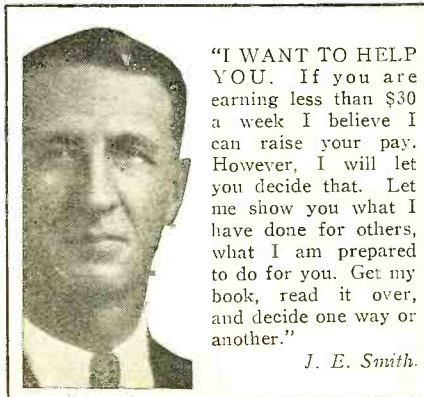 “I WANT TO HELP
YOU. If you are
earning less than $30
a week I believe I
can raise your pay.
However, I will let
you decide that. Let
me show you what I
have done for others,
what I am prepared
to do for you. Get my
book, read it over,
and decide one way or
another.”
J. E. Smith.